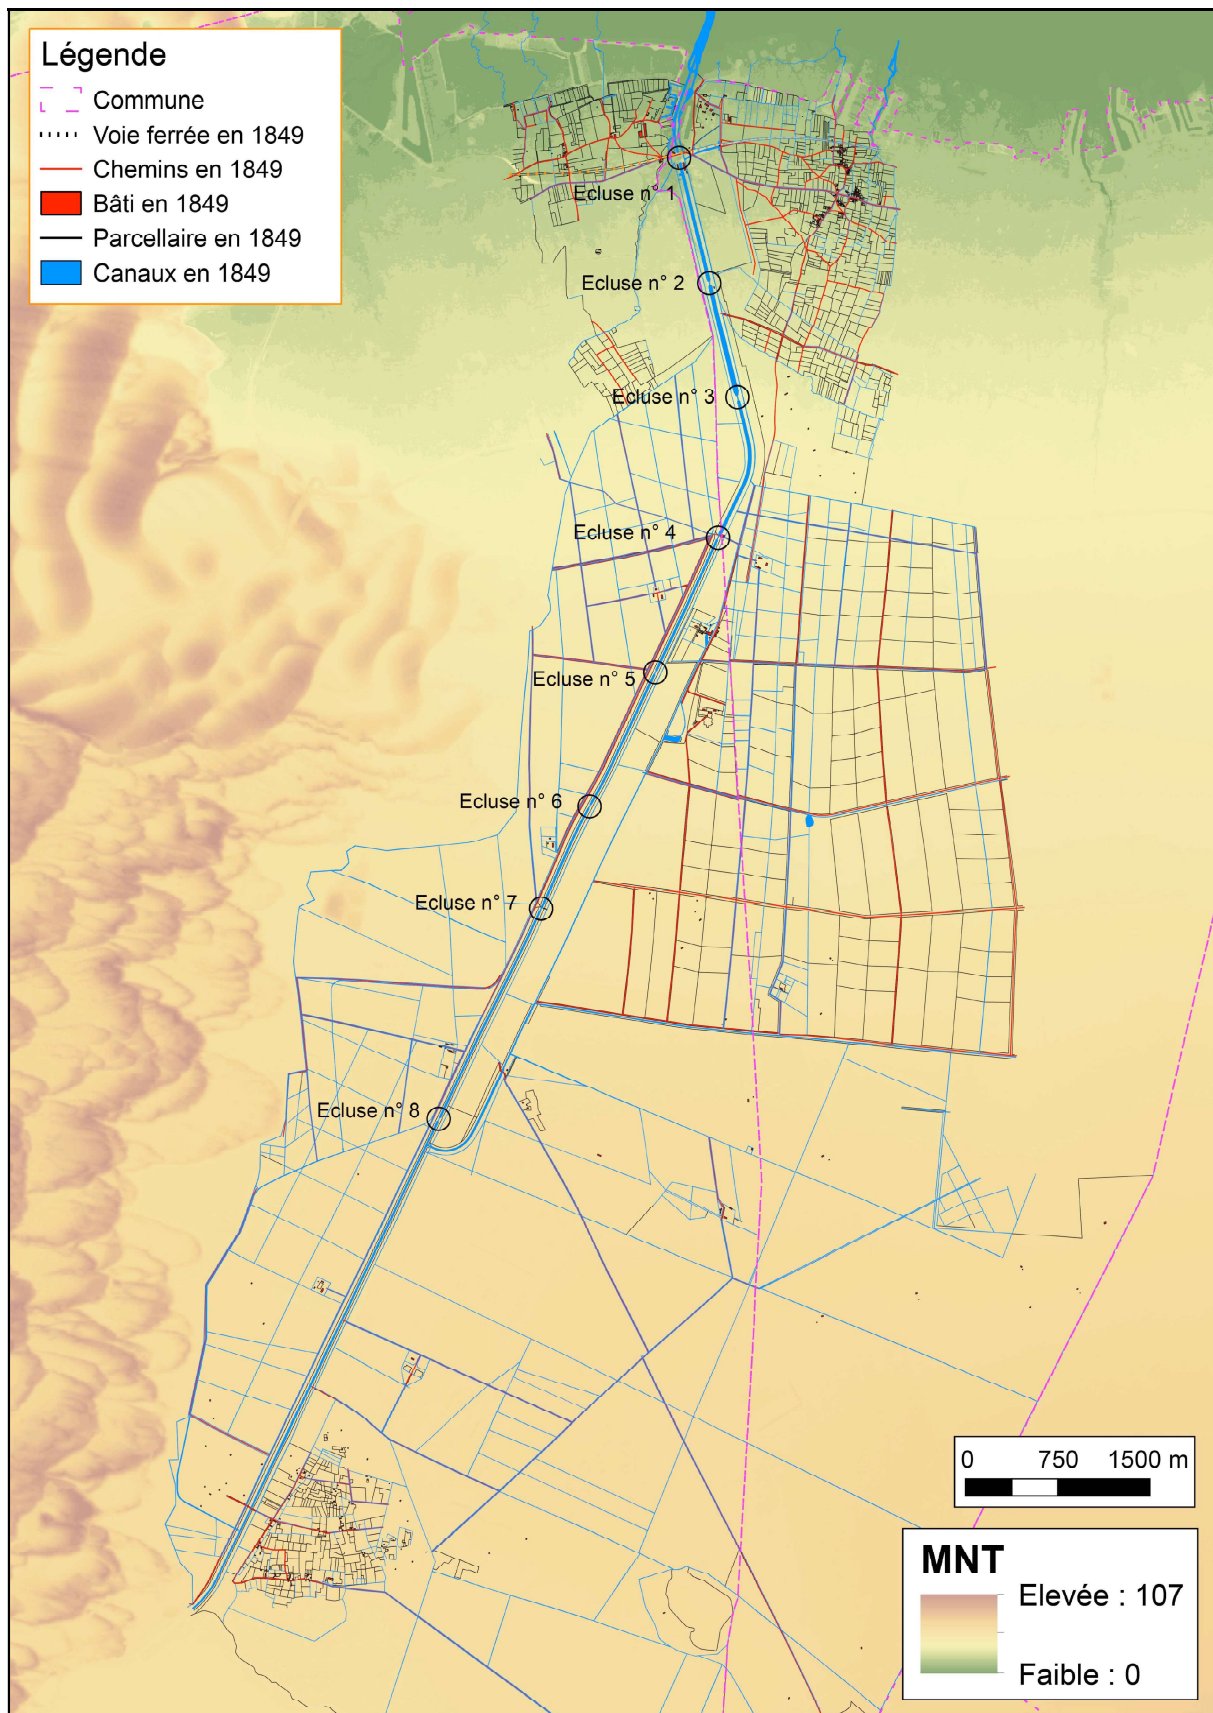 Légende
Commune
Voie ferrée en 1849
Chemins en 1849
Bâti en 1849
Parcellaire en 1849
Canaux en 1849
Ecluse n° 1
Ecluse n° 2
Ecluse n° 3
Ecluse n° 4
Ecluse n° 5
Ecluse n° 6
Ecluse n° 7
Ecluse n° 8
0 750 1500 m
MNT
Elevée : 107
Faible : 0